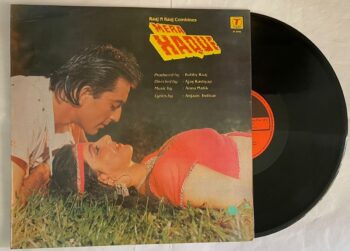 Raaj N Raaj Combines
MERA
HAQUE
Produced by - Bobby Raaj
Directed by - Ajay Kashyap
Music by - Annu Malik
Lyrics by - Anjaan, Indivar
T